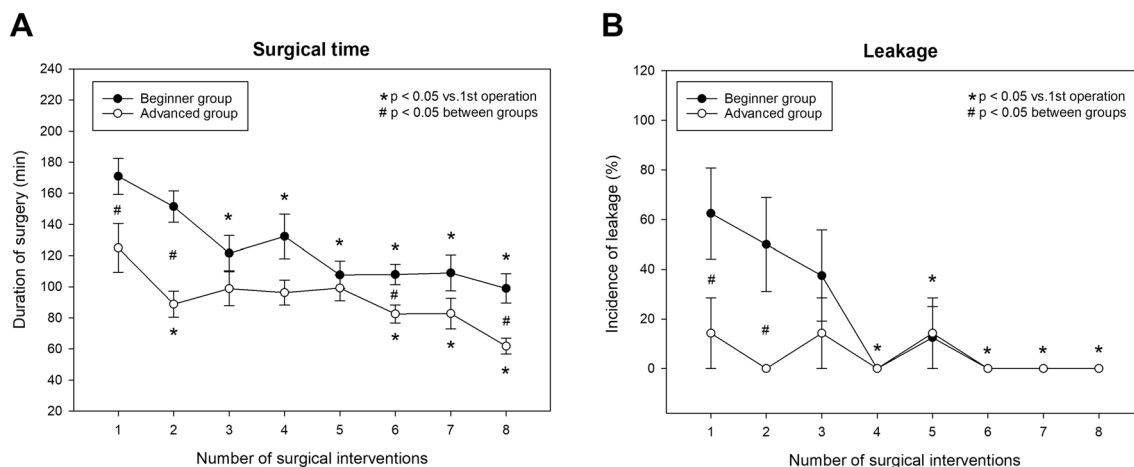 A
Surgical time
240
220
200
180
160
140
120
100
80
60
40
20
Duration of surgery (min)
Beginner group
Advanced group
* p < 0.05 vs.1st operation
# p < 0.05 between groups
#
#
*
*
*
*
*
#
*
*
*
*
#
*
1 2 3 4 5 6 7 8
Number of surgical interventions
B
Leakage
120
100
80
60
40
20
0
Incidence of leakage (%)
Beginner group
Advanced group
* p < 0.05 vs.1st operation
# p < 0.05 between groups
#
#
*
*
*
*
*
1 2 3 4 5 6 7 8
Number of surgical interventions